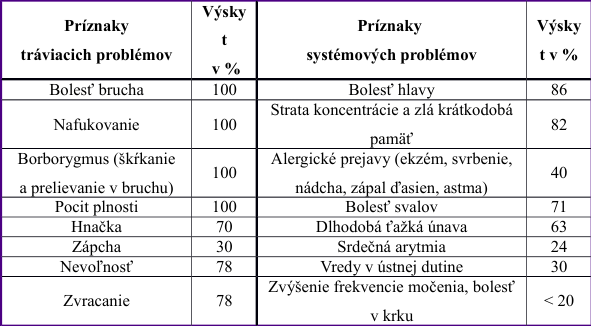 Príznaky
tráviacich problémov
Výsky
t
v %
Príznaky
systémových problémov
Výsky
t v %
Bolesť brucha 100 Bolesť hlavy 86
Nafukovanie 100 Strata koncentrácie a zlá krátkodobá
pamäť 82
Borborygmus (škŕkanie
a prelievanie v bruchu) 100 Alergické prejavy (ekzém, svrbenie,
nádcha, zápal ďasien, astma) 40
Pocit plnosti 100 Bolesť svalov 71
Hnačka 70 Dlhodobá ťažká únava 63
Zápcha 30 Srdečná arytmia 24
Nevoľnosť 78 Vredy v ústnej dutine 30
Zvracanie 78 Zvýšenie frekvencie močenia, bolesť
v krku < 20